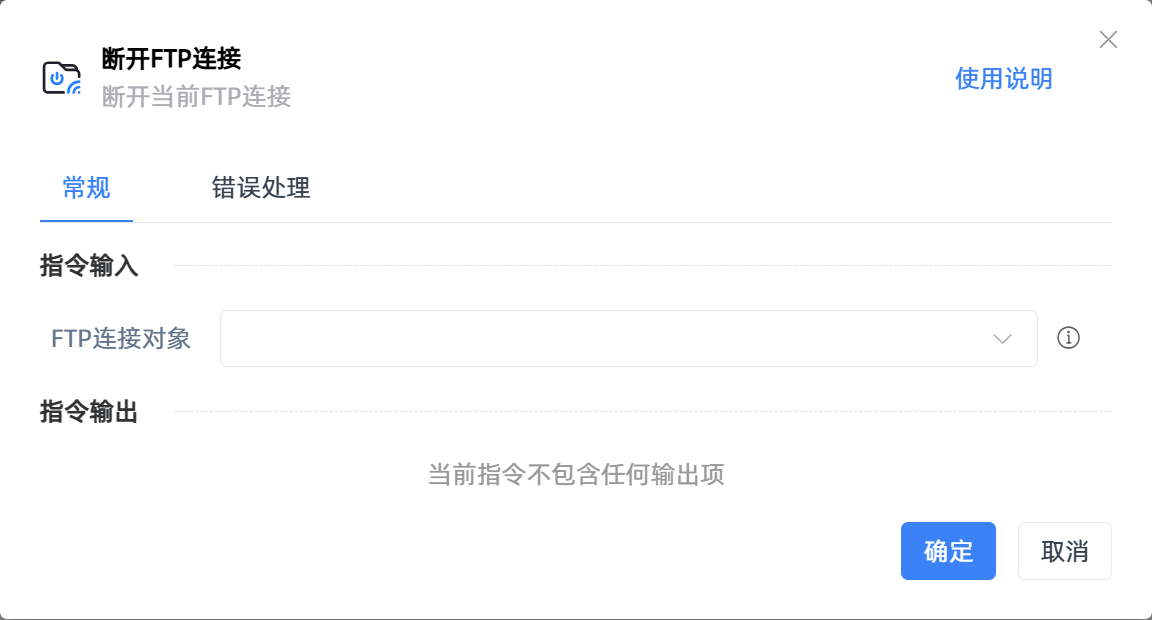 断开FTP连接
断开当前FTP连接
使用说明
常规
错误处理
指令输入
FTP连接对象
指令输出
当前指令不包含任何输出项
确定
取消